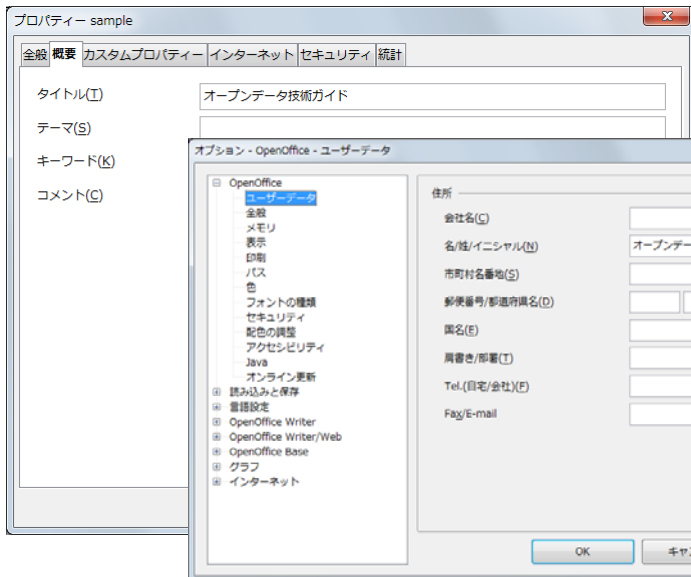 プロパティー sample
全般 概要 カスタムプロパティー インターネット セキュリティ 統計
タイトル(T) オープンデータ技術ガイド
テーマ(S)
キーワード(K)
コメント(C)
オプション - OpenOffice - ユーザーデータ
OpenOffice
ユーザーデータ
全般
メモリ
表示
印刷
パス
色
フォントの種類
セキュリティ
配色の調整
アクセシビリティ
Java
オンライン更新
読み込みと保存
言語設定
OpenOffice Writer
OpenOffice Writer/Web
OpenOffice Base
グラフ
インターネット
住所
会社名(C)
名/姓/イニシャル(N) オープンデー
市町村名番地(S)
郵便番号/都道府県名(D)
国名(E)
肩書き/部署(T)
Tel.(自宅/会社)(F)
Fax/E-mail
OK キャン